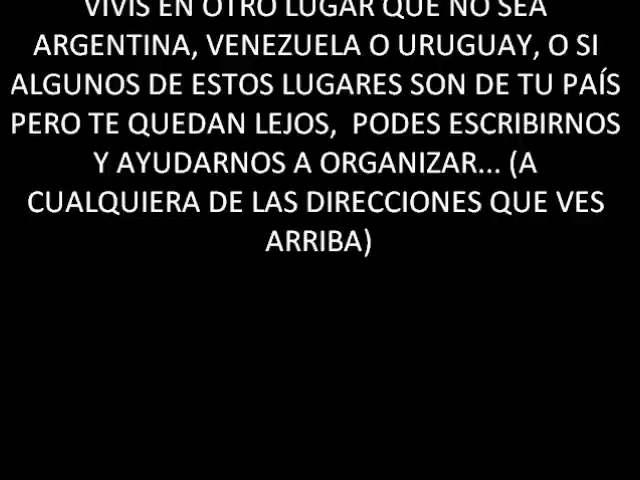 VIVIS EN OTRO LUGAR QUE NO SEA
ARGENTINA, VENEZUELA O URUGUAY, O SI
ALGUNOS DE ESTOS LUGARES SON DE TU PAÍS
PERO TE QUEDAN LEJOS, PODES ESCRIBIRNOS
Y AYUDARNOS A ORGANIZAR... (A
CUALQUIERA DE LAS DIRECCIONES QUE VES
ARRIBA)